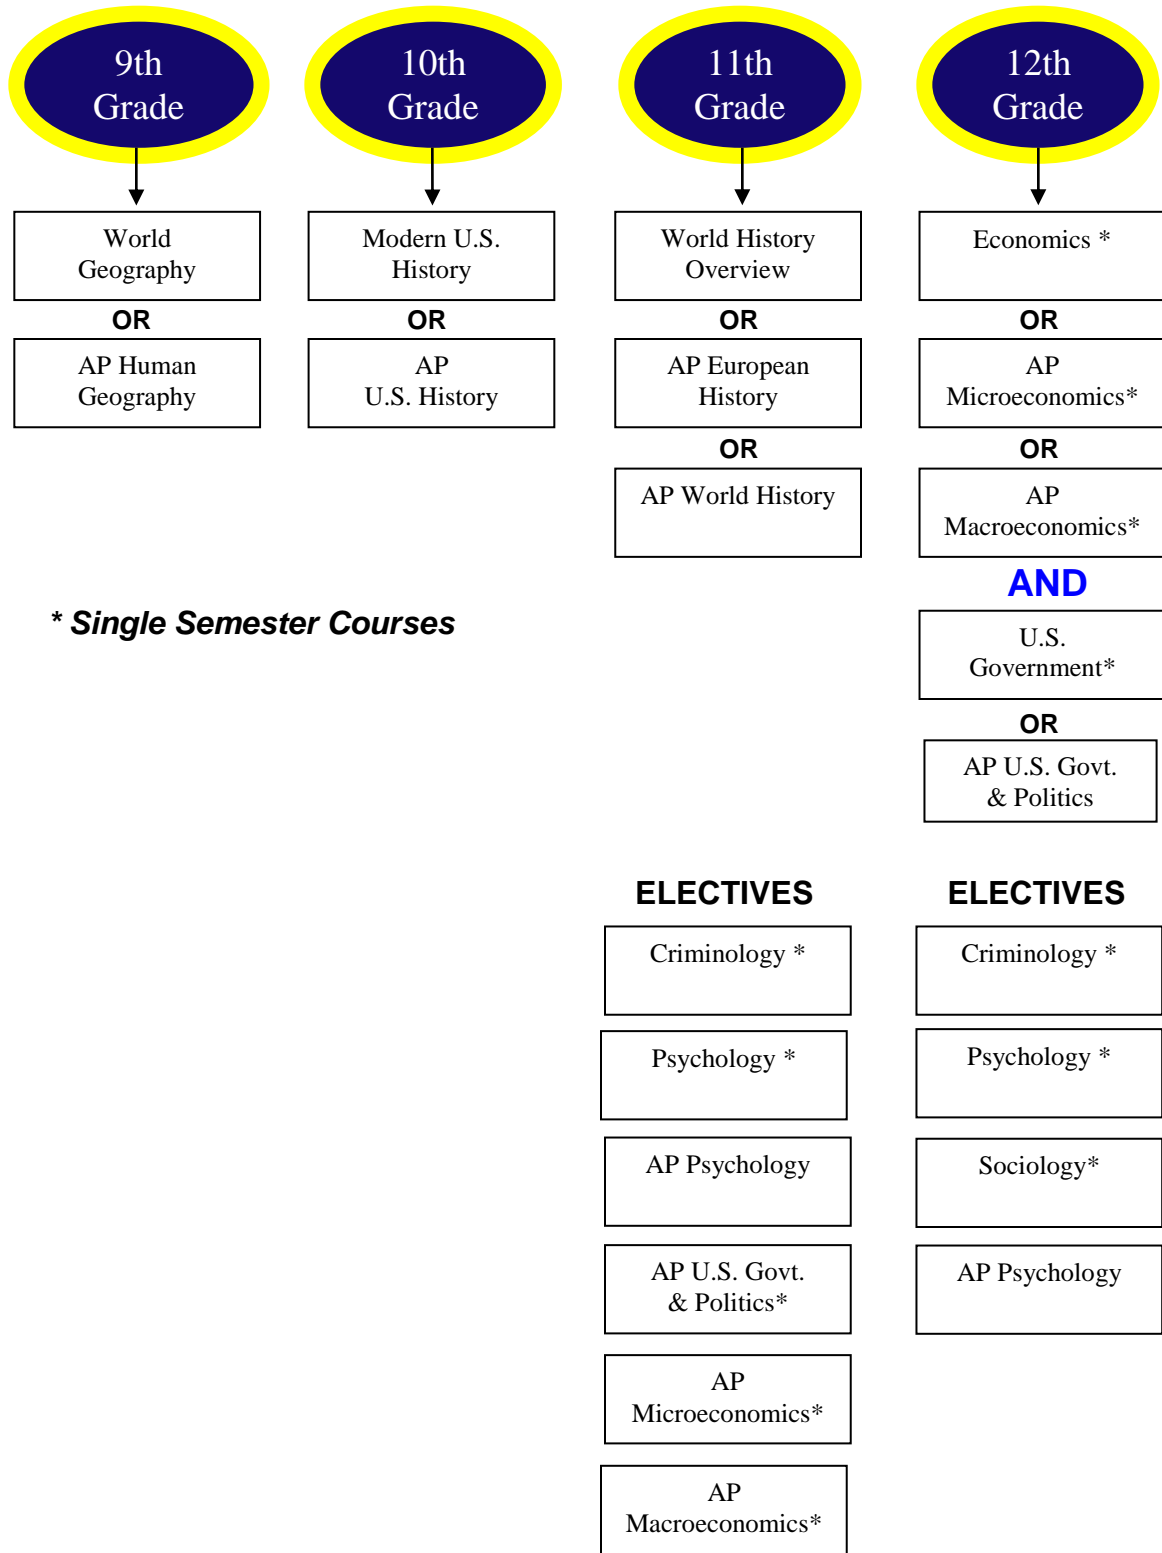 9th
Grade
10th
Grade
11th
Grade
12th
Grade
World
Geography
OR
AP Human
Geography
Modern U.S.
History
OR
AP
U.S. History
World History
Overview
OR
AP European
History
OR
AP World History
Economics *
OR
AP
Microeconomics*
OR
AP
Macroeconomics*
AND
U.S.
Government*
OR
AP U.S. Govt.
& Politics
* Single Semester Courses
ELECTIVES
Criminology *
Psychology *
AP Psychology
AP U.S. Govt.
& Politics*
AP
Microeconomics*
AP
Macroeconomics*
ELECTIVES
Criminology *
Psychology *
Sociology*
AP Psychology